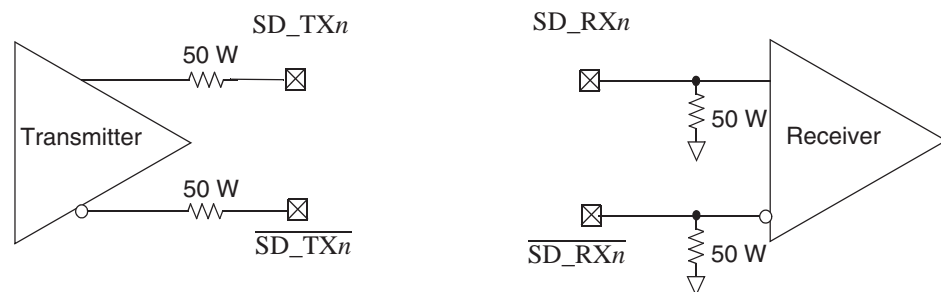 SD_TXn
SD_RXn
50 W
50 W
Transmitter
Receiver
50 W
SD_TXn
SD_RXn
50 W